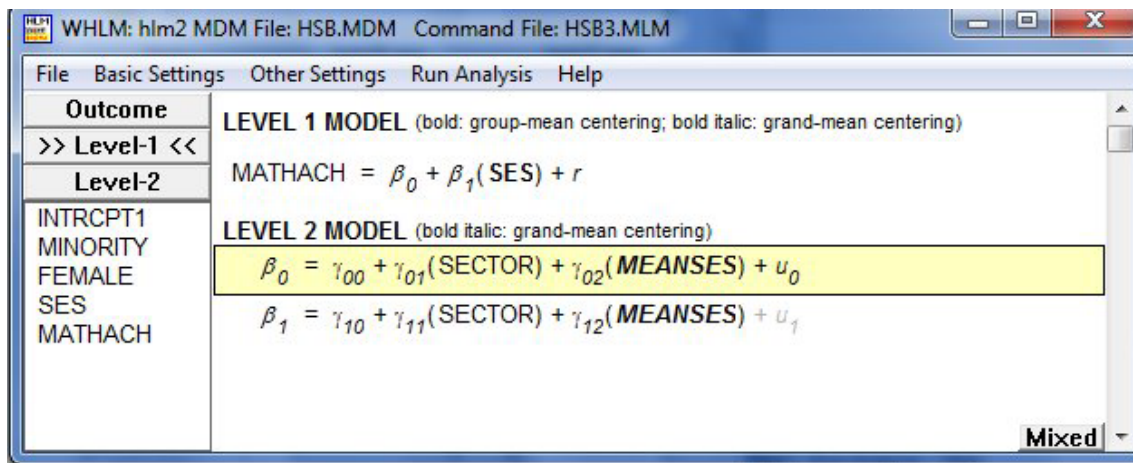 WHLM: hlm2 MDM File: HSB.MDM Command File: HSB3.MLM
File Basic Settings Other Settings Run Analysis Help
Outcome
>> Level-1 <<
Level-2
INTRCPT1
MINORITY
FEMALE
SES
MATHACH
LEVEL 1 MODEL (bold: group-mean centering; bold italic: grand-mean centering)
MATHACH = β0 + β1(SES) + r
LEVEL 2 MODEL (bold italic: grand-mean centering)
β0 = γ00 + γ01(SECTOR) + γ02(MEANSES) + u0
β1 = γ10 + γ11(SECTOR) + γ12(MEANSES) + u1
Mixed